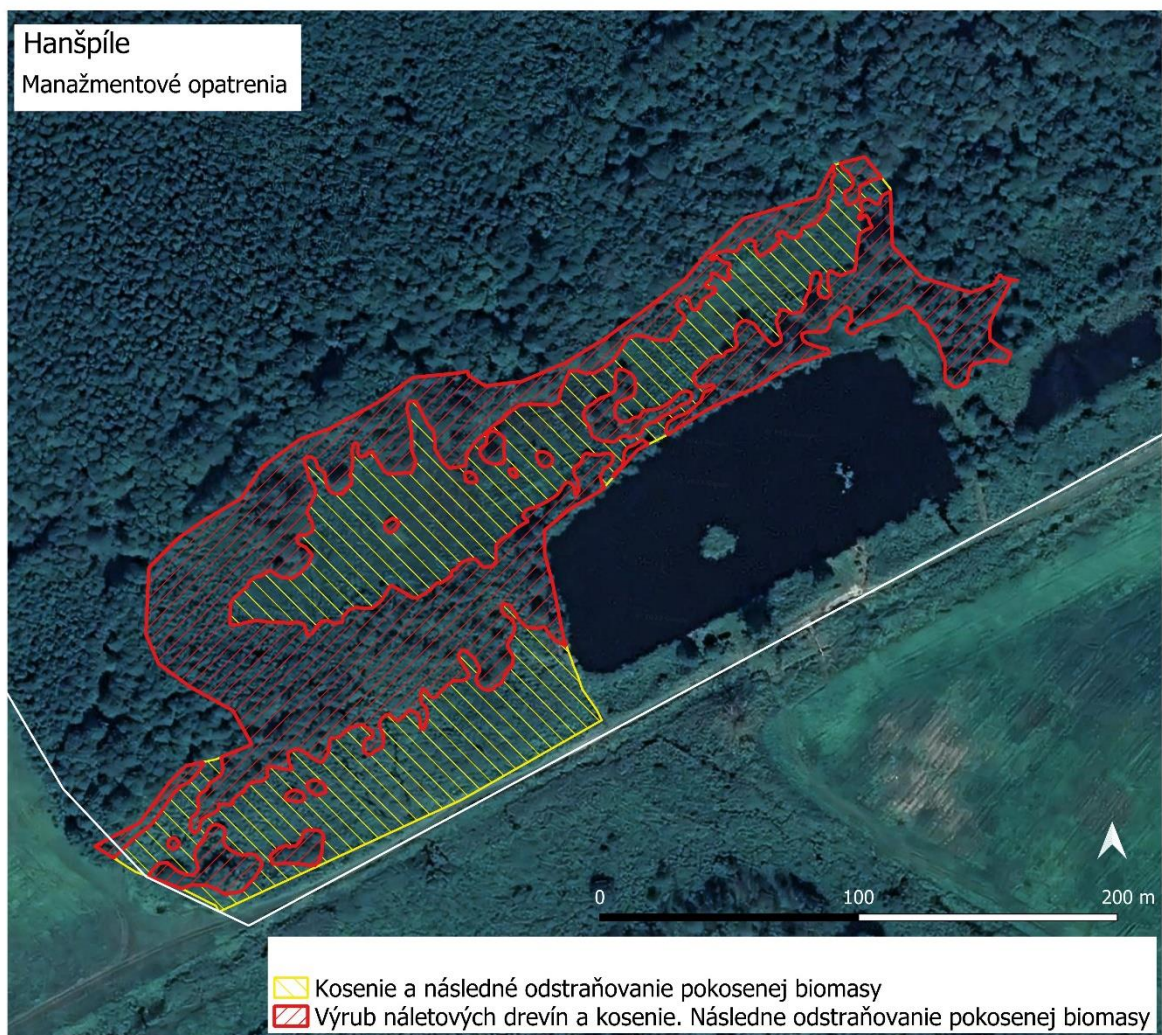 Hanšpíle
Manažmentové opatrenia
0 100 200 m
Kosenie a následné odstraňovanie pokosenej biomasy
Výrub náletových drevín a kosenie. Následne odstraňovanie pokosenej biomasy